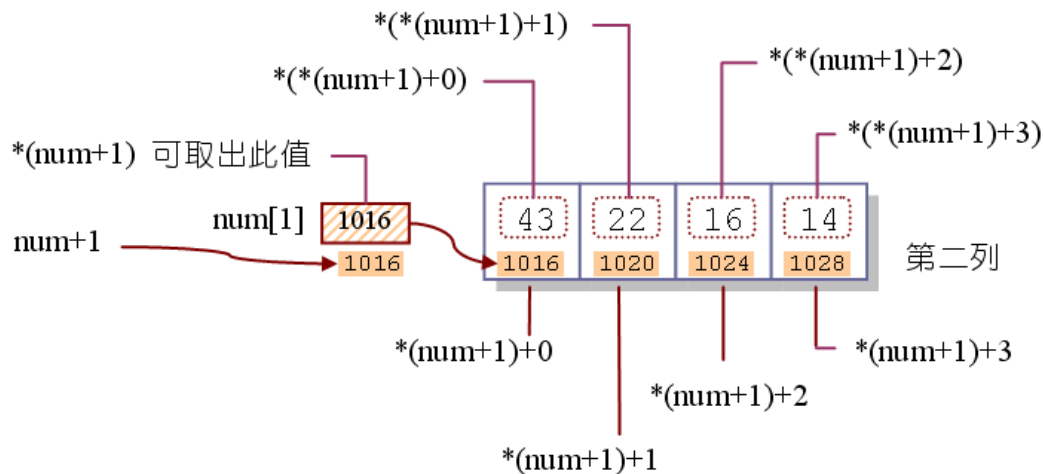 *(*(num+1)+1)
*(*(num+1)+2)
*(*(num+1)+0)
*(*(num+1)+3)
*(num+1) 可取出此值
num[1] 1016 43 22 16 14
num+1
1016 1016 1020 1024 1028 第二列
*(num+1)+0 *(num+1)+3
*(num+1)+2
*(num+1)+1